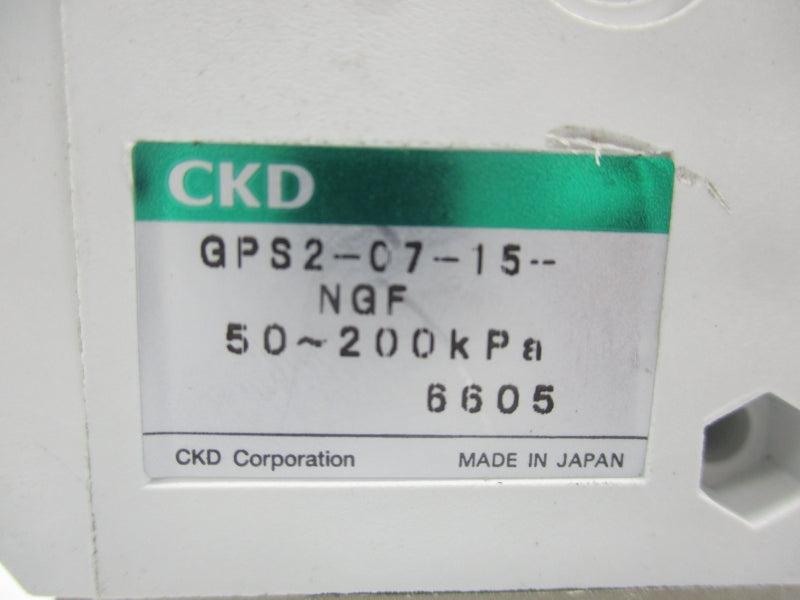 CKD
GPS2-07-15--
NGF
50~200kPa
6605
CKD Corporation
MADE IN JAPAN